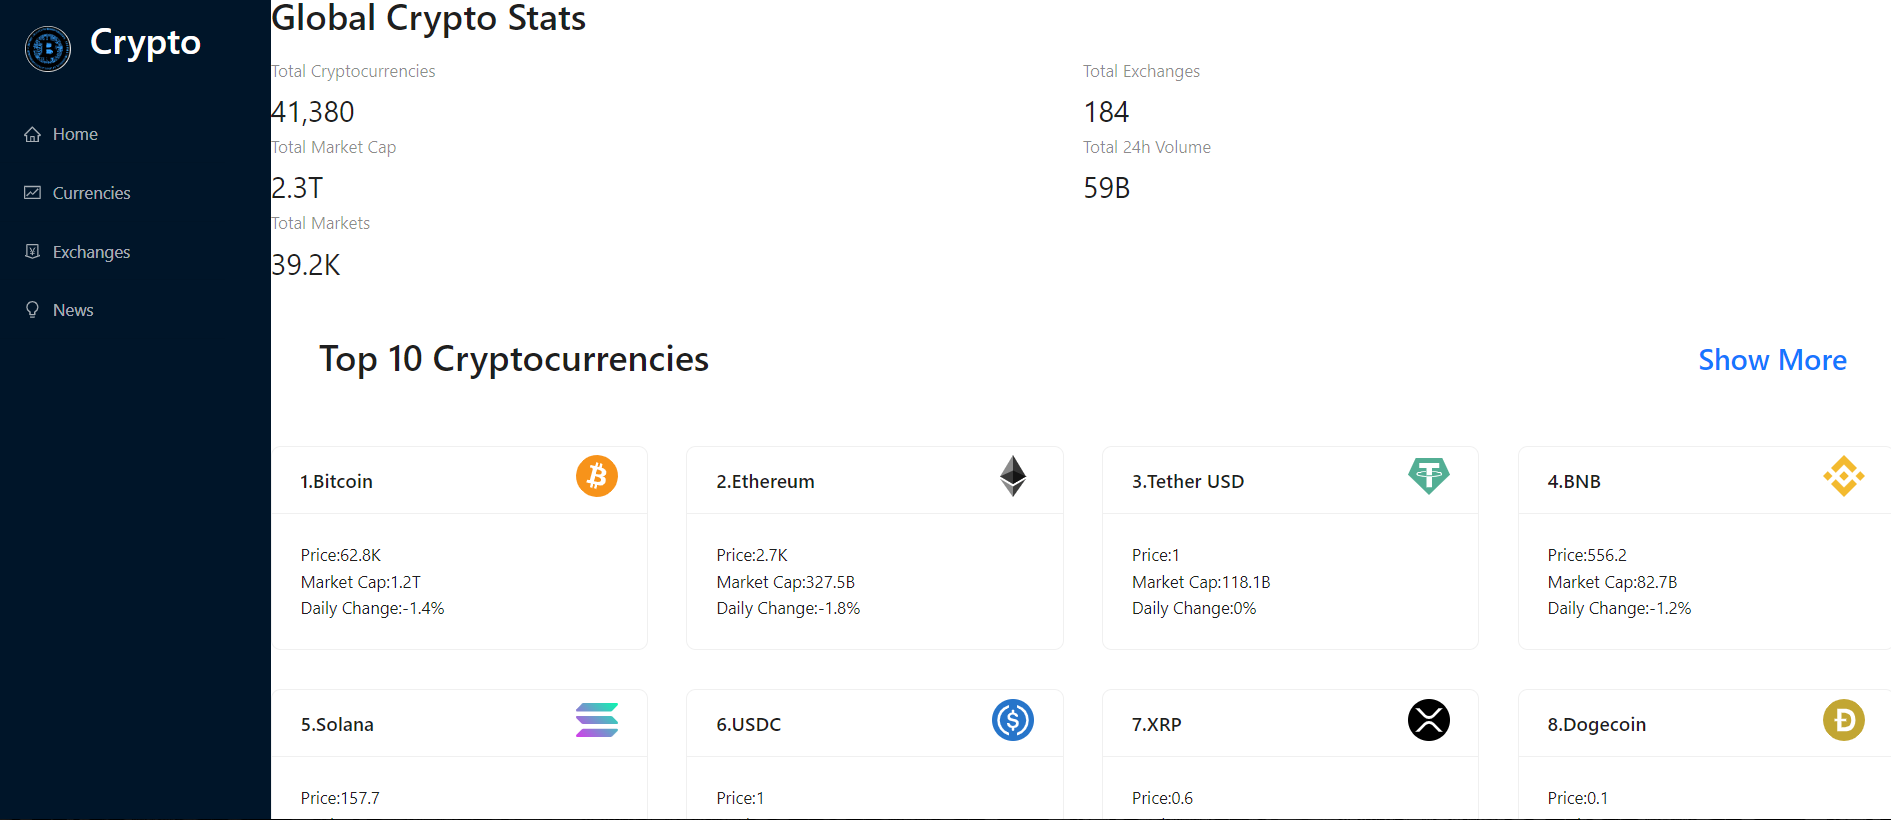 Crypto
Home
Currencies
Exchanges
News
Global Crypto Stats
Total Cryptocurrencies
41,380
Total Exchanges
184
Total Market Cap
2.3T
Total 24h Volume
59B
Total Markets
39.2K
Top 10 Cryptocurrencies
Show More
1.Bitcoin
Price:62.8K
Market Cap:1.2T
Daily Change:-1.4%
2.Ethereum
Price:2.7K
Market Cap:327.5B
Daily Change:-1.8%
3.Tether USD
Price:1
Market Cap:118.1B
Daily Change:0%
4.BNB
Price:556.2
Market Cap:82.7B
Daily Change:-1.2%
5.Solana
Price:157.7
6.USDC
Price:1
7.XRP
Price:0.6
8.Dogecoin
Price:0.1